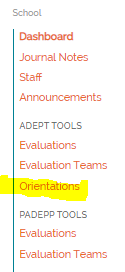 School
Dashboard
Journal Notes
Staff
Announcements
ADEPT TOOLS
Evaluations
Evaluation Teams
Orientations
PADEPP TOOLS
Evaluations
Evaluation Teams